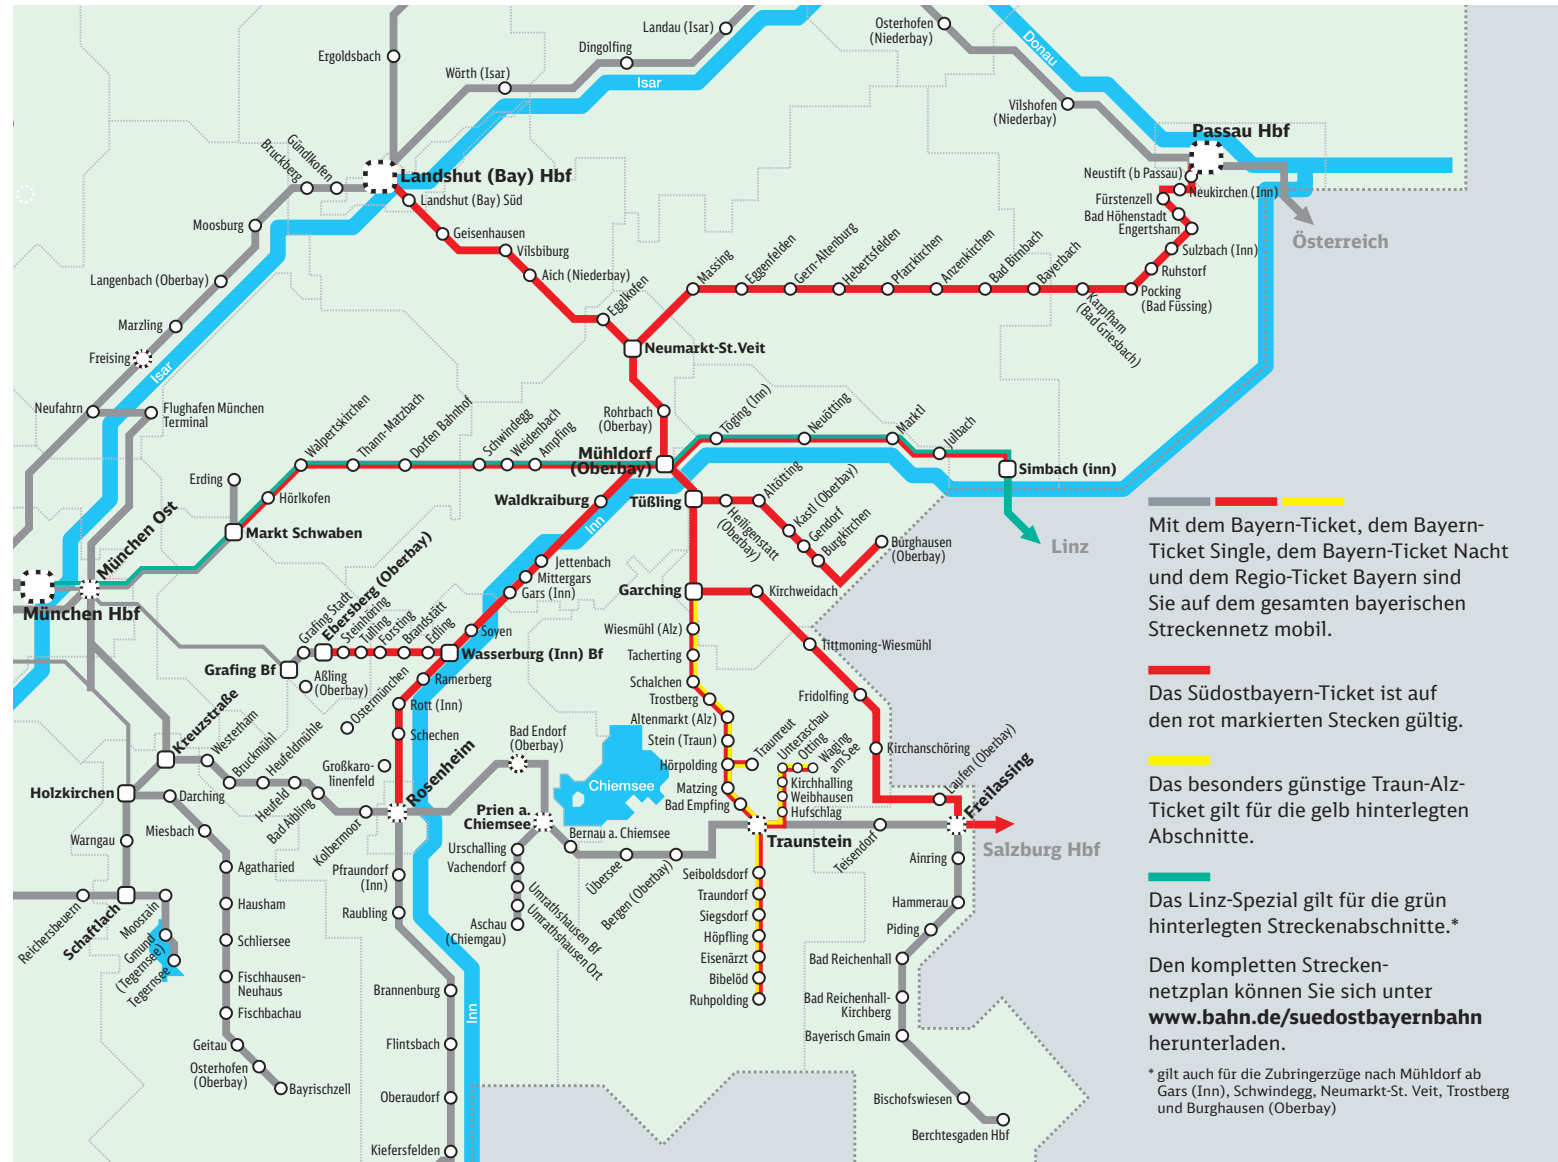 Landau (Isar)
Osterhofen
(Niederbay)
Donau
Dingolfing
Ergoldsbach
Wörth (Isar)
Isar
Vilshofen
(Niederbay)
Passau Hbf
Gündlkofen
Bruckberg
Landshut (Bay) Hbf
Neustift (b Passau)
Neukirchen (Inn)
Fürstenzell
Landshut (Bay) Süd
Bad Höhenstadt
Engertsham
Österreich
Moosburg
Geisenhausen
Vilsbiburg
Sulzbach (Inn)
Aich (Niederbay)
Ruhstorf
Langenbach (Oberbay)
Egglkofen
Massing
Eggenfelden
Gern-Altenburg
Hebertsfelden
Pfarrkirchen
Anzenkirchen
Bad Birnbach
Bayerbach
Karpfham
(Bad Griesbach)
Pocking
(Bad Füssing)
Marzling
Freising
Isar
Neumarkt-St.Veit
Neufahrn
Flughafen München
Terminal
Rohrbach
(Oberbay)
Walpertskirchen
Thann-Matzbach
Dorfen Bahnhof
Schwindegg
Weidenbach
Ampfing
Mühldorf
(Oberbay)
Töging (Inn)
Neuötting
Marktl
Julbach
Simbach (inn)
Linz
Erding
Hörlkofen
Markt Schwaben
Waldkraiburg
Tüßling
Heiligenstatt
(Oberbay)
Altötting
Kastl (Oberbay)
Gendorf
Burgkirchen
Burghausen
(Oberbay)
Inn
München Ost
München Hbf
Jettenbach
Mittergars
Gars (Inn)
Garching
Kirchweidach
Grafing Stadt
Ebersberg (Oberbay)
Steinhöring
Tulling
Forsting
Brandstätt
Edling
Soyen
Wasserburg (Inn) Bf
Grafing Bf
Aßling
(Oberbay)
Ostermünchen
Ramerberg
Rott (Inn)
Schechen
Großkaro-
linenfeld
Rosenheim
Wiesmühl (Alz)
Tacherting
Schalchen
Trostberg
Altenmarkt (Alz)
Stein (Traun)
Hörpolding
Traunreut
Matzing
Bad Empfing
Unteraschau
Otting
Waging
am See
Kirchhalling
Weibhausen
Hufschlag
Traunstein
Tittmoning-Wiesmühl
Fridolfing
Kirchanschöring
Laufen (Oberbay)
Freilassing
Salzburg Hbf
Teisendorf
Kreuzstraße
Westerham
Bruckmühl
Heufeldmühle
Heufeld
Bad Aibling
Kolbermoor
Bad Endorf
(Oberbay)
Chiemsee
Prien a.
Chiemsee
Bernau a. Chiemsee
Übersee
Bergen (Oberbay)
Holzkirchen
Darching
Warngau
Miesbach
Agatharied
Hausham
Schliersee
Fischhausen-
Neuhaus
Fischbachau
Geitau
Osterhofen
(Oberbay)
Bayrischzell
Reichersbeuern
Schaftlach
Moosrain
Gmund
(Tegernsee)
Tegernsee
Pfraundorf
(Inn)
Raubling
Brannenburg
Flintsbach
Oberaudorf
Kiefersfelden
Inn
Urschalling
Vachendorf
Umrathshausen Bf
Umrathshausen Ort
Aschau
(Chiemgau)
Seiboldsdorf
Traundorf
Siegsdorf
Höpfling
Eisenärzt
Bibelöd
Ruhpolding
Ainring
Hammerau
Piding
Bad Reichenhall
Bad Reichenhall-
Kirchberg
Bayerisch Gmain
Bischofswiesen
Berchtesgaden Hbf
Mit dem Bayern-Ticket, dem Bayern-
Ticket Single, dem Bayern-Ticket Nacht
und dem Regio-Ticket Bayern sind
Sie auf dem gesamten bayerischen
Streckennetz mobil.
Das Südostbayern-Ticket ist auf
den rot markierten Stecken gültig.
Das besonders günstige Traun-Alz-
Ticket gilt für die gelb hinterlegten
Abschnitte.
Das Linz-Spezial gilt für die grün
hinterlegten Streckenabschnitte.*
Den kompletten Strecken-
netzplan können Sie sich unter
www.bahn.de/suedostbayernbahn
herunterladen.
* gilt auch für die Zubringerzüge nach Mühldorf ab
Gars (Inn), Schwindegg, Neumarkt-St. Veit, Trostberg
und Burghausen (Oberbay)